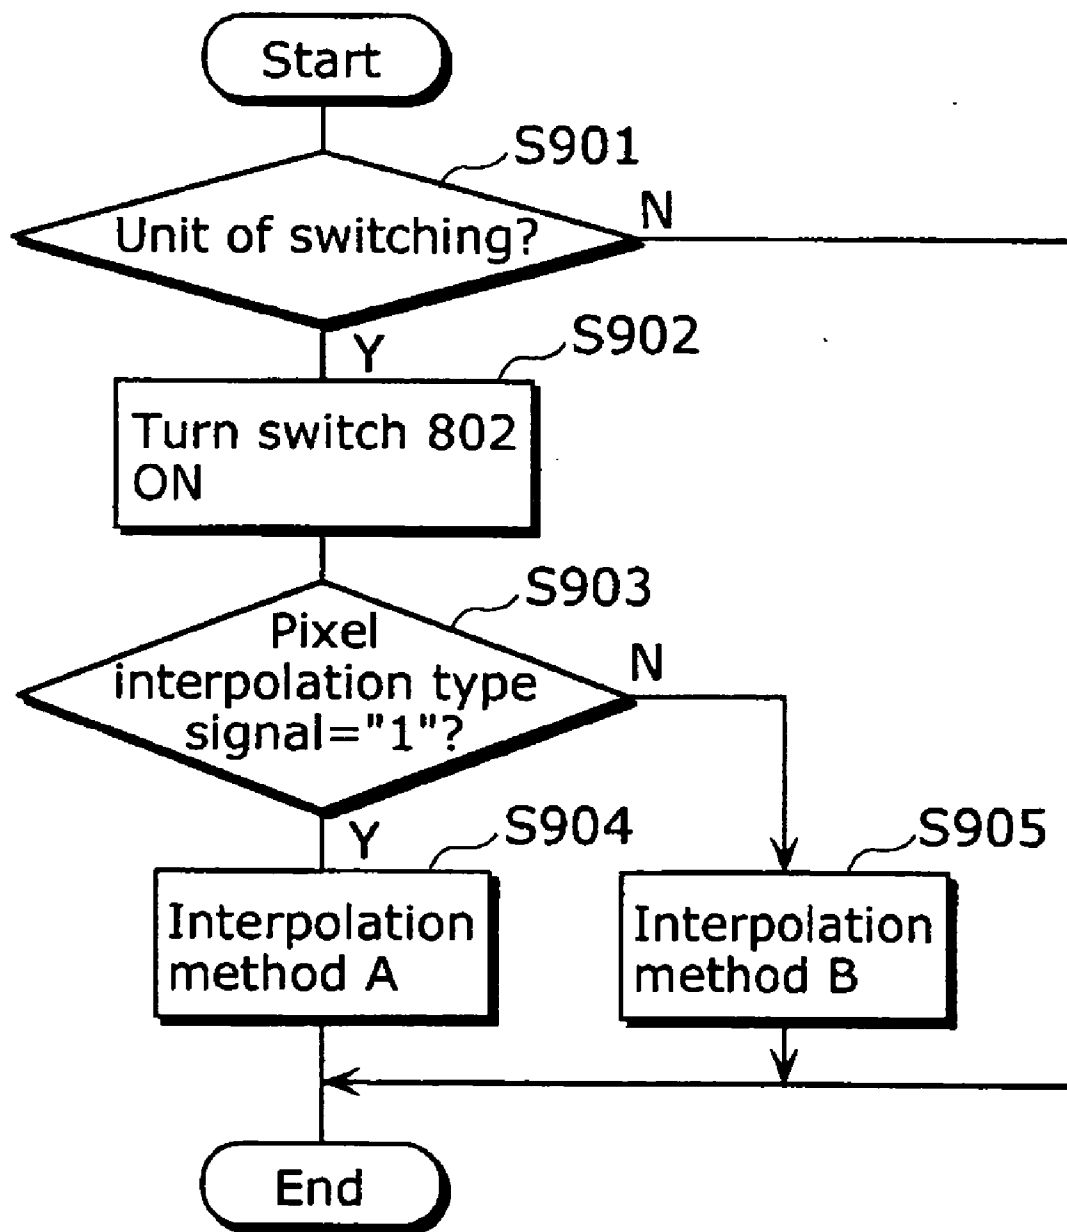 Start
S901
Unit of switching?
N
Y
S902
Turn switch 802
ON
S903
Pixel
interpolation type
signal="1"?
N
Y
S904
Interpolation
method A
S905
Interpolation
method B
End